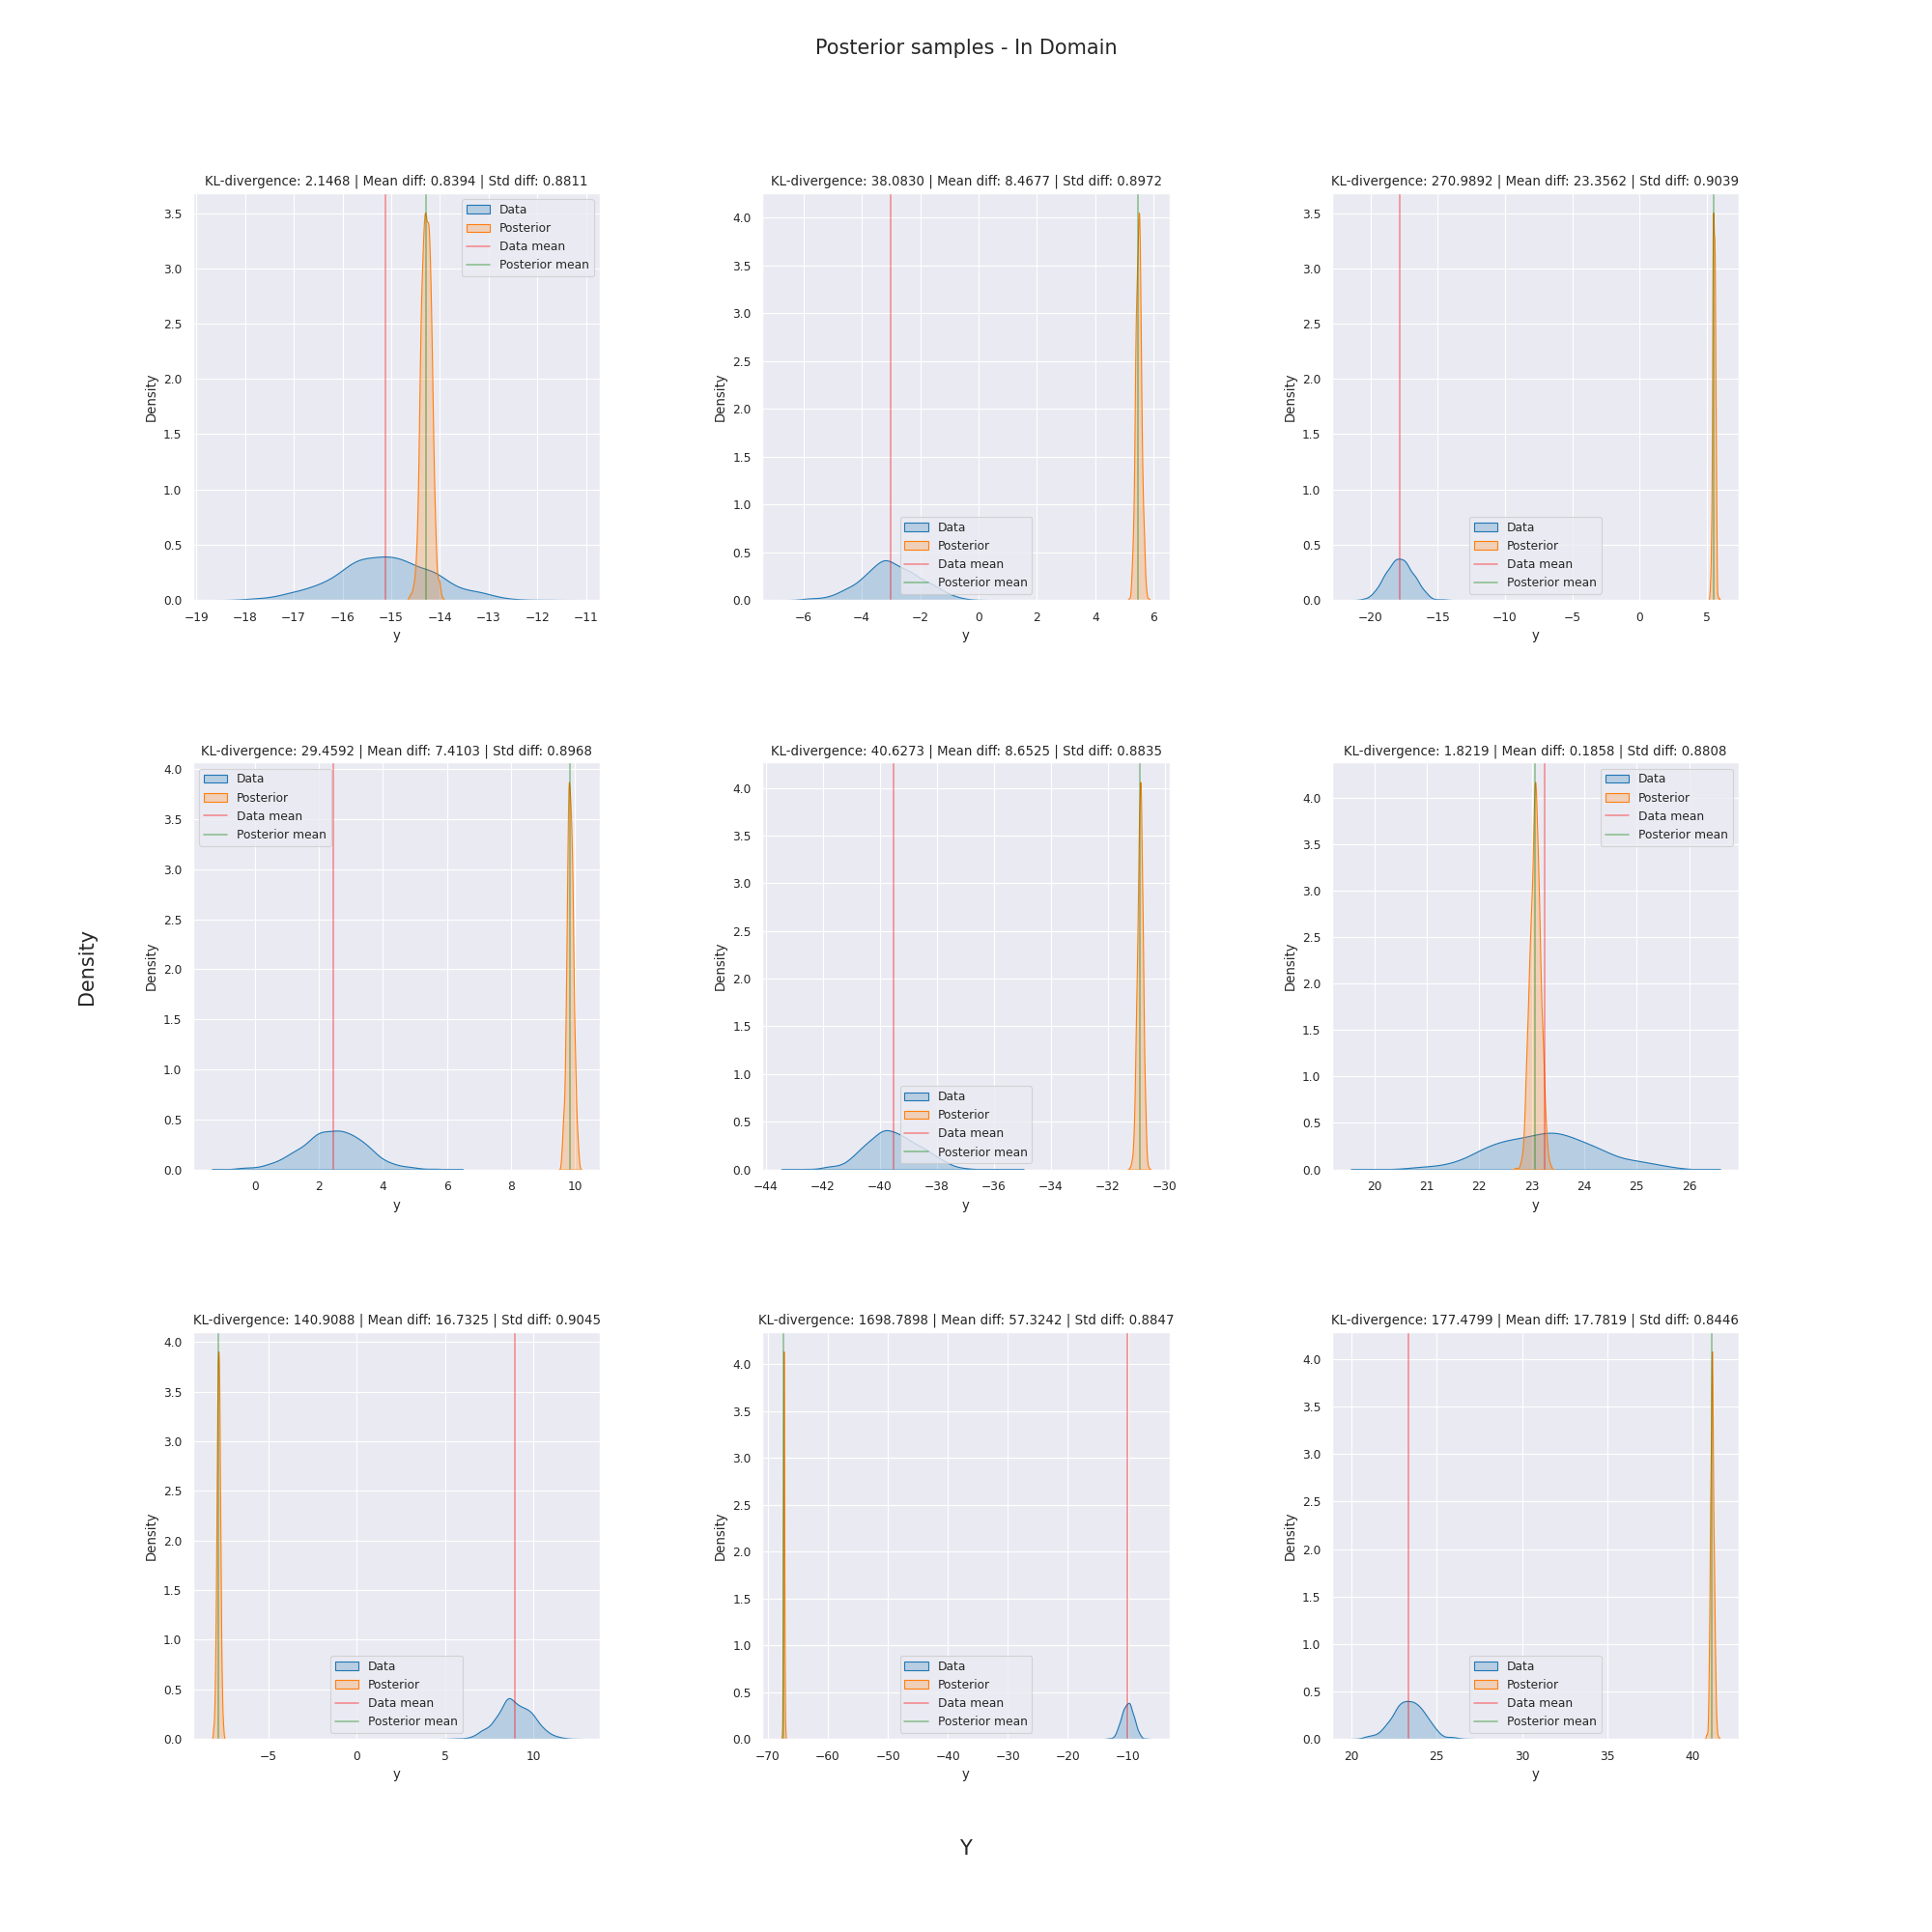 Posterior samples - In Domain
KL-divergence: 2.1468 | Mean diff: 0.8394 | Std diff: 0.8811
3.5
3.0
2.5
2.0
1.5
1.0
0.5
0.0
Density
Data
Posterior
Data mean
Posterior mean
−19 −18 −17 −16 −15 −14 −13 −12 −11
y
KL-divergence: 38.0830 | Mean diff: 8.4677 | Std diff: 0.8972
4.0
3.5
3.0
2.5
2.0
1.5
1.0
0.5
0.0
Density
Data
Posterior
Data mean
Posterior mean
−6 −4 −2 0 2 4 6
y
KL-divergence: 270.9892 | Mean diff: 23.3562 | Std diff: 0.9039
3.5
3.0
2.5
2.0
1.5
1.0
0.5
0.0
Density
Data
Posterior
Data mean
Posterior mean
−20 −15 −10 −5 0 5
y
Density
KL-divergence: 29.4592 | Mean diff: 7.4103 | Std diff: 0.8968
4.0
3.5
3.0
2.5
2.0
1.5
1.0
0.5
0.0
Density
Data
Posterior
Data mean
Posterior mean
0 2 4 6 8 10
y
KL-divergence: 40.6273 | Mean diff: 8.6525 | Std diff: 0.8835
4.0
3.5
3.0
2.5
2.0
1.5
1.0
0.5
0.0
Density
Data
Posterior
Data mean
Posterior mean
−44 −42 −40 −38 −36 −34 −32 −30
y
KL-divergence: 1.8219 | Mean diff: 0.1858 | Std diff: 0.8808
4.0
3.5
3.0
2.5
2.0
1.5
1.0
0.5
0.0
Density
Data
Posterior
Data mean
Posterior mean
20 21 22 23 24 25 26
y
KL-divergence: 140.9088 | Mean diff: 16.7325 | Std diff: 0.9045
4.0
3.5
3.0
2.5
2.0
1.5
1.0
0.5
0.0
Density
Data
Posterior
Data mean
Posterior mean
−5 0 5 10
y
KL-divergence: 1698.7898 | Mean diff: 57.3242 | Std diff: 0.8847
4.0
3.5
3.0
2.5
2.0
1.5
1.0
0.5
0.0
Density
Data
Posterior
Data mean
Posterior mean
−70 −60 −50 −40 −30 −20 −10
y
KL-divergence: 177.4799 | Mean diff: 17.7819 | Std diff: 0.8446
4.0
3.5
3.0
2.5
2.0
1.5
1.0
0.5
0.0
Density
Data
Posterior
Data mean
Posterior mean
20 25 30 35 40
y
Y